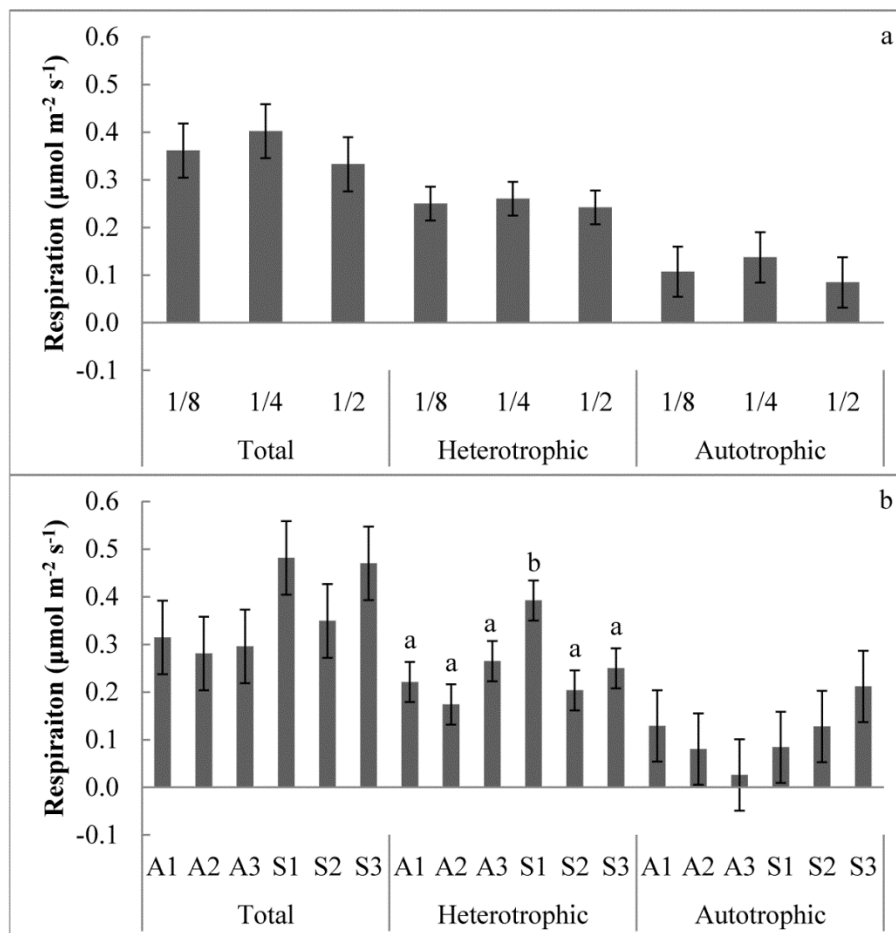 a
Respiration (µmol m⁻² s⁻¹)
0.6
0.5
0.4
0.3
0.2
0.1
0.0
-0.1
1/8 1/4 1/2 1/8 1/4 1/2 1/8 1/4 1/2
Total Heterotrophic Autotrophic
b
Respiraiton (µmol m⁻² s⁻¹)
0.6
0.5
0.4
0.3
0.2
0.1
0.0
-0.1
a a a b a a
A1 A2 A3 S1 S2 S3 A1 A2 A3 S1 S2 S3 A1 A2 A3 S1 S2 S3
Total Heterotrophic Autotrophic